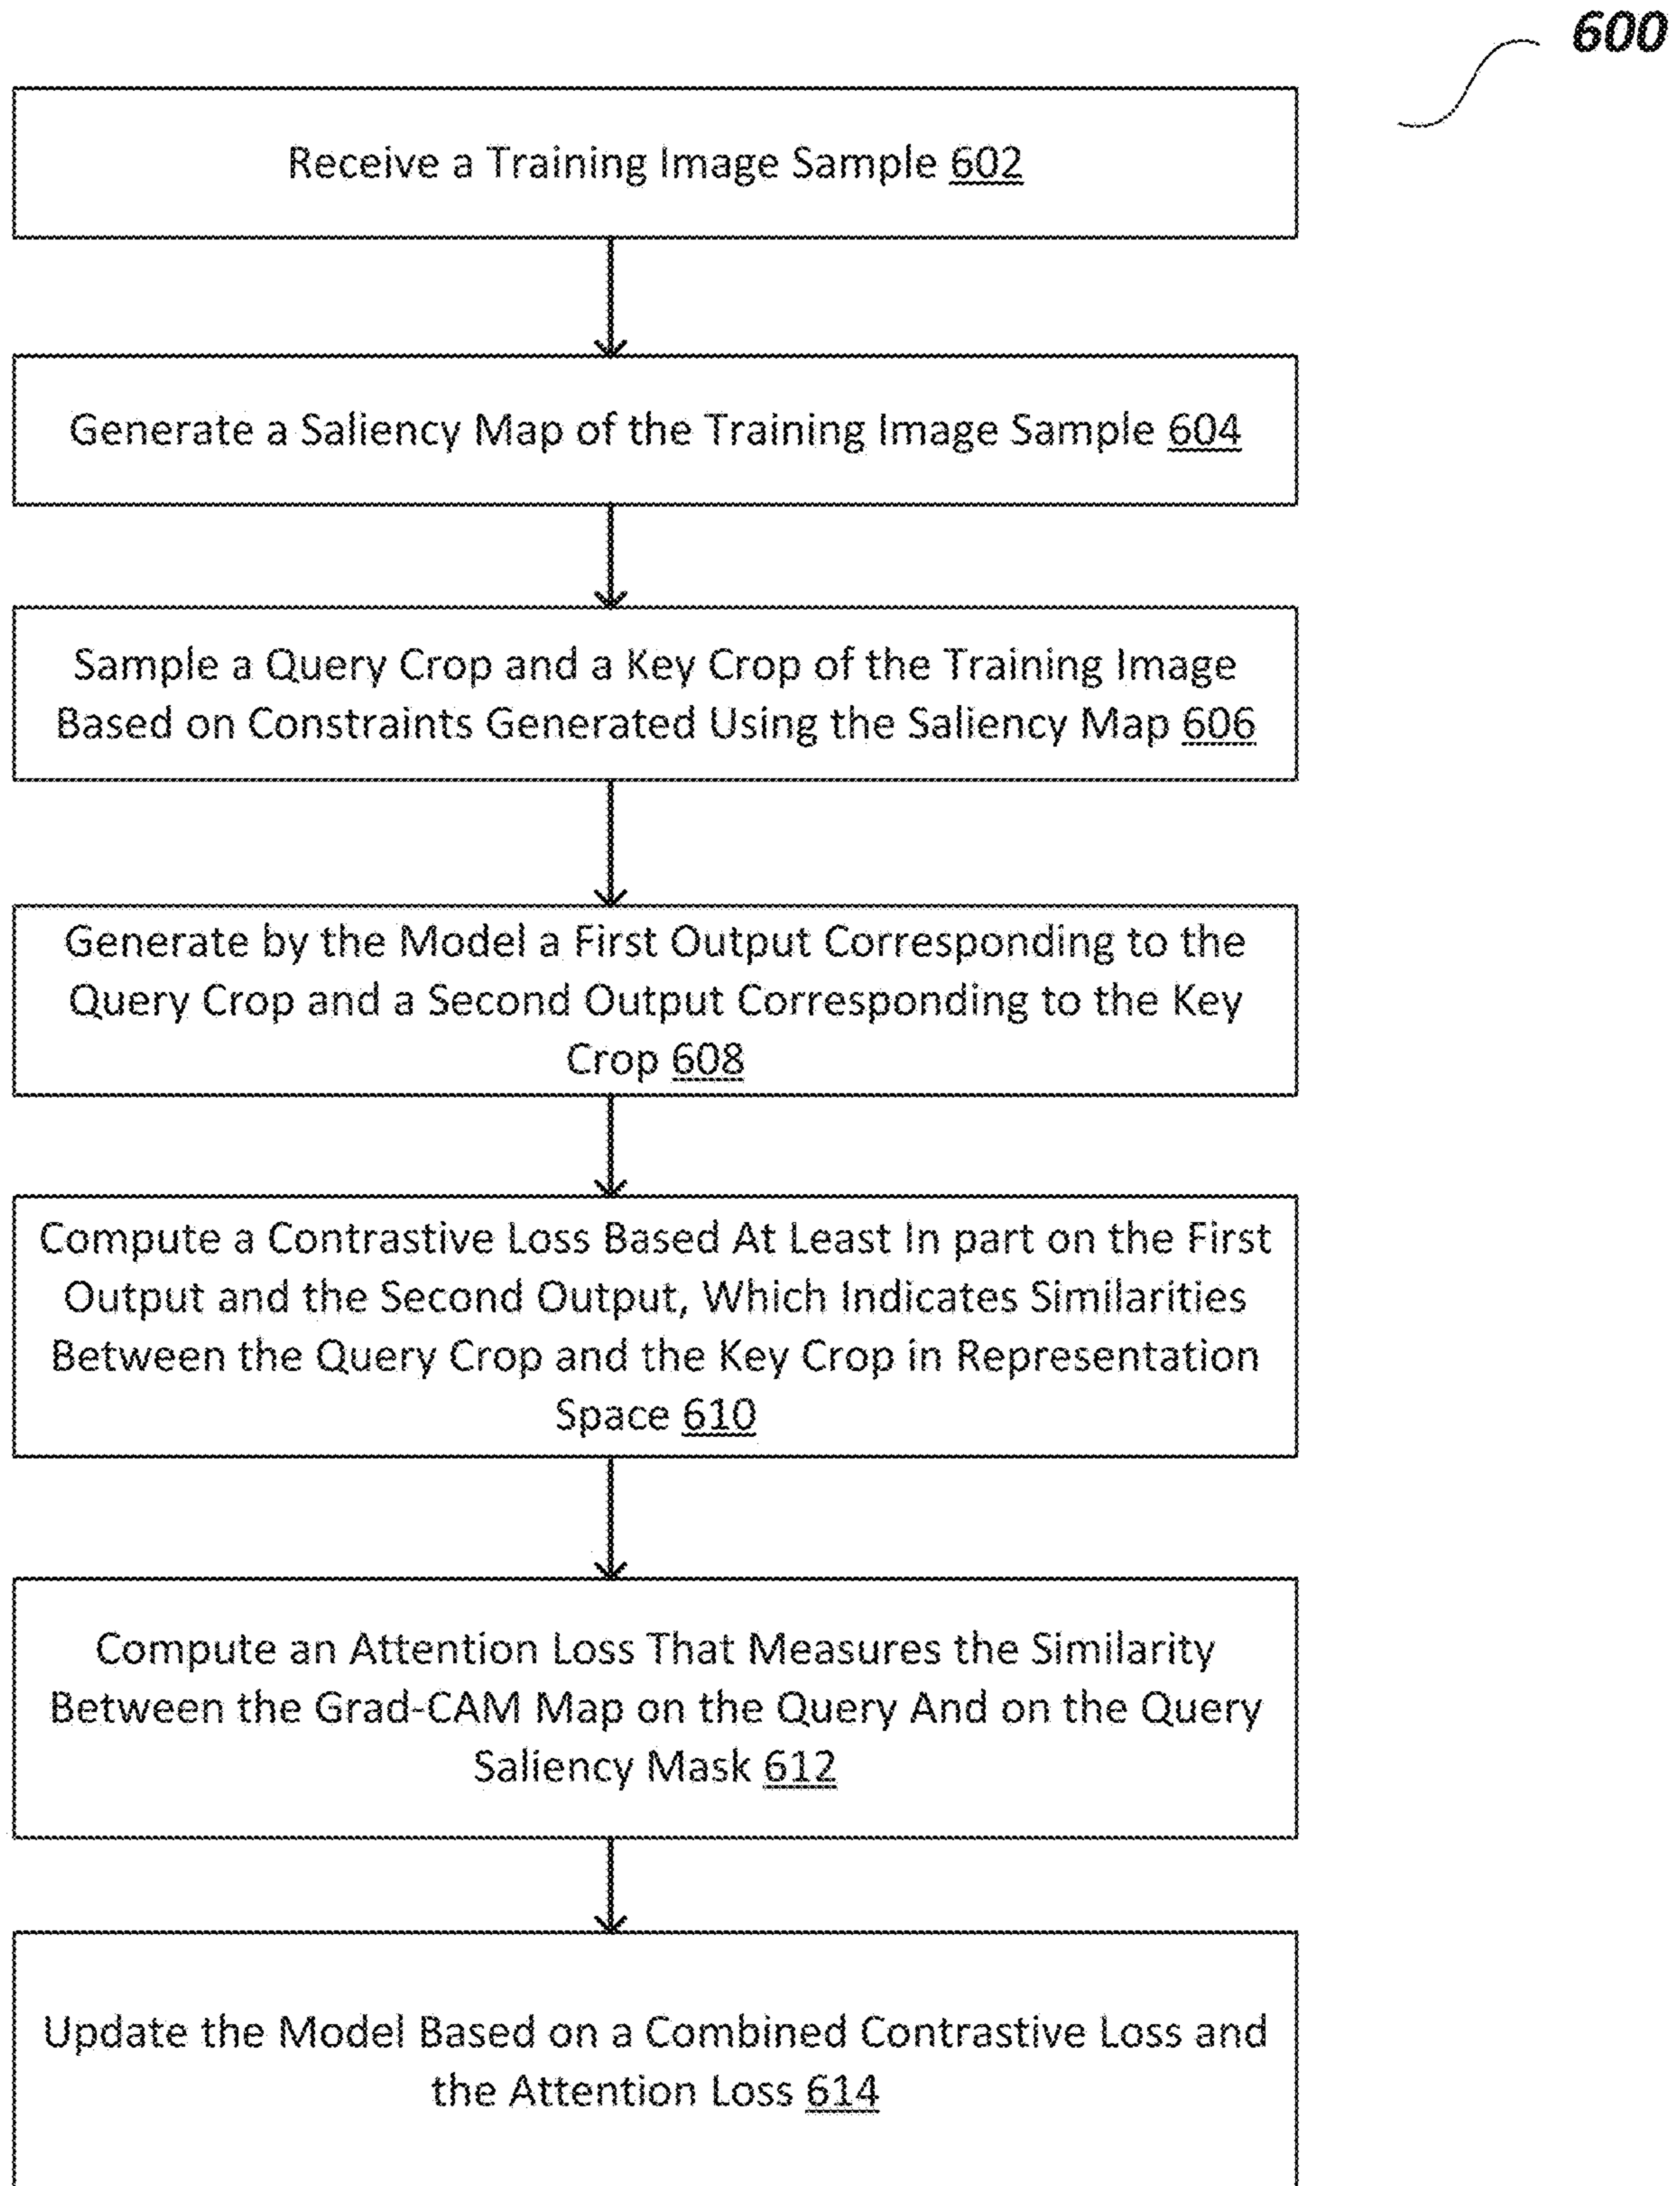 600
Receive a Training Image Sample 602
Generate a Saliency Map of the Training Image Sample 604
Sample a Query Crop and a Key Crop of the Training Image
Based on Constraints Generated Using the Saliency Map 606
Generate by the Model a First Output Corresponding to the
Query Crop and a Second Output Corresponding to the Key
Crop 608
Compute a Contrastive Loss Based At Least In part on the First
Output and the Second Output, Which Indicates Similarities
Between the Query Crop and the Key Crop in Representation
Space 610
Compute an Attention Loss That Measures the Similarity
Between the Grad-CAM Map on the Query And on the Query
Saliency Mask 612
Update the Model Based on a Combined Contrastive Loss and
the Attention Loss 614